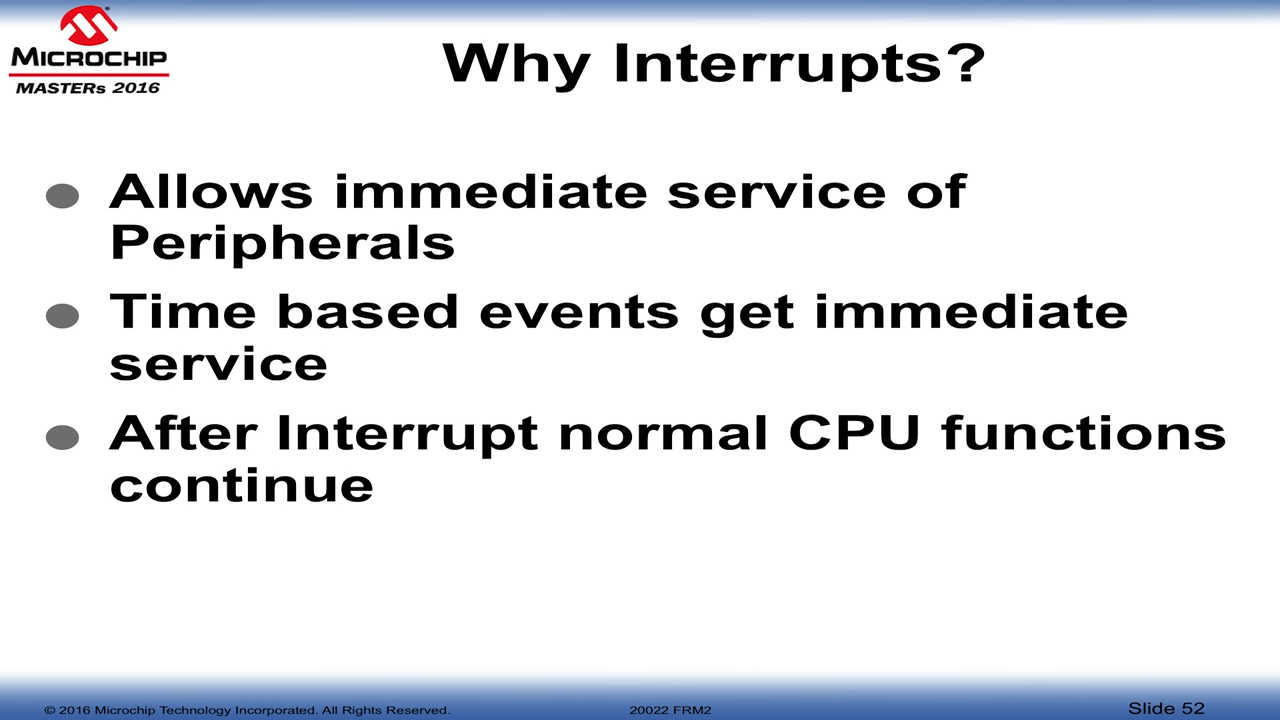 MICROCHIP
MASTERs 2016
Why Interrupts?
Allows immediate service of
Peripherals
Time based events get immediate
service
After Interrupt normal CPU functions
continue
© 2016 Microchip Technology Incorporated. All Rights Reserved.
20022 FRM2
Slide 52